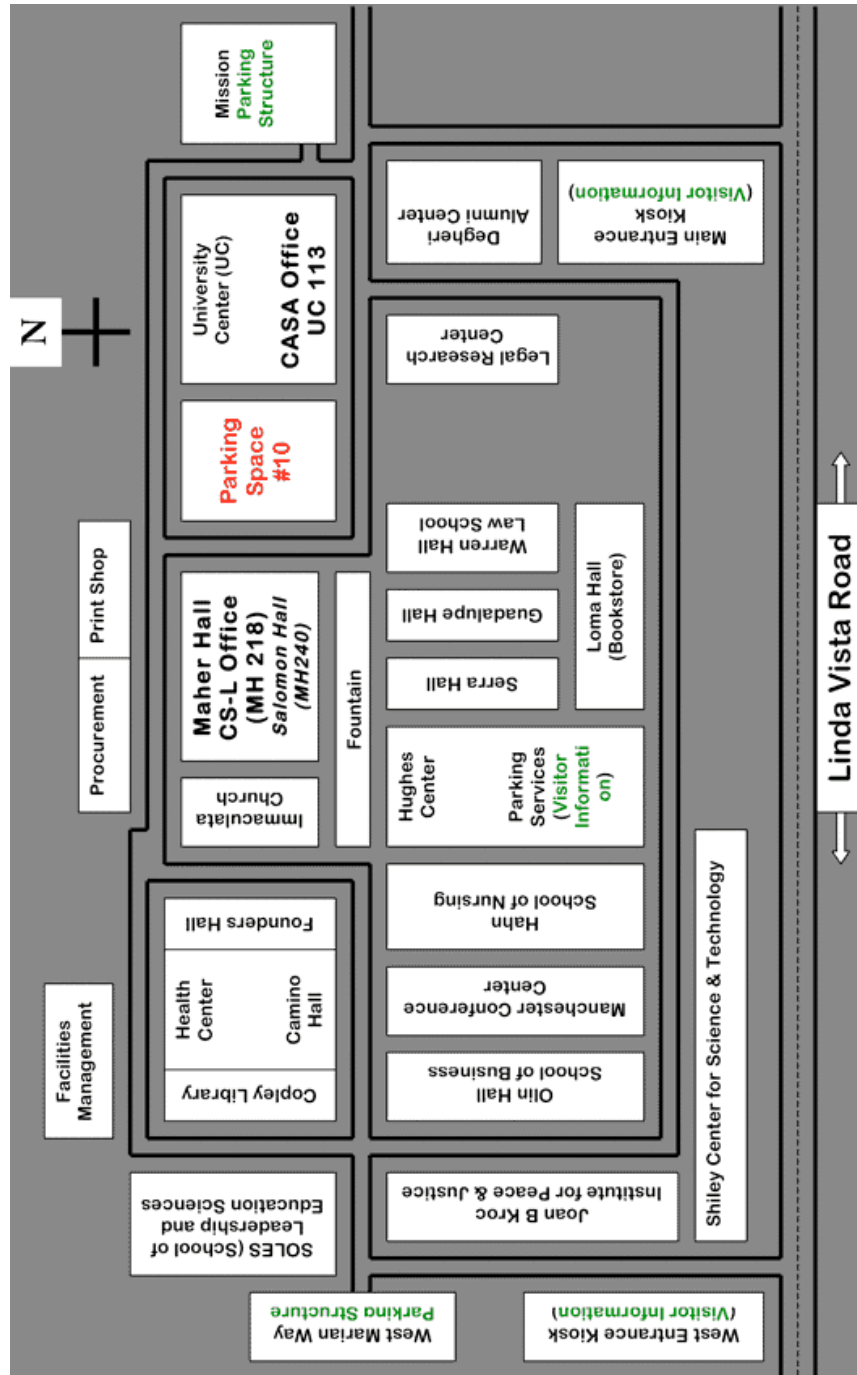 Mission
Parking
Structure
N
University
Center (UC)
CASA Office
UC 113
Parking
Space
#10
Degheri
Alumni Center
Main Entrance
Kiosk
(Visitor Information)
Legal Research
Center
Print Shop
Procurement
Maher Hall
CS-L Office
(MH 218)
Salomon Hall
(MH240)
Immaculata
Church
Fountain
Warren Hall
Law School
Guadalupe Hall
Serra Hall
Loma Hall
(Bookstore)
Hughes
Center
Parking
Services
(Visitor
Informati
on)
Linda Vista Road
Hahn
School of Nursing
Manchester Conference
Center
Olin Hall
School of Business
Founders Hall
Health
Center
Camino
Hall
Copley Library
Facilities
Management
Shiley Center for Science & Technology
SOLES (School of
Leadership and
Education Sciences
Joan B Kroc
Institute for Peace & Justice
West Marian Way
Parking Structure
West Entrance Kiosk
(Visitor Information)